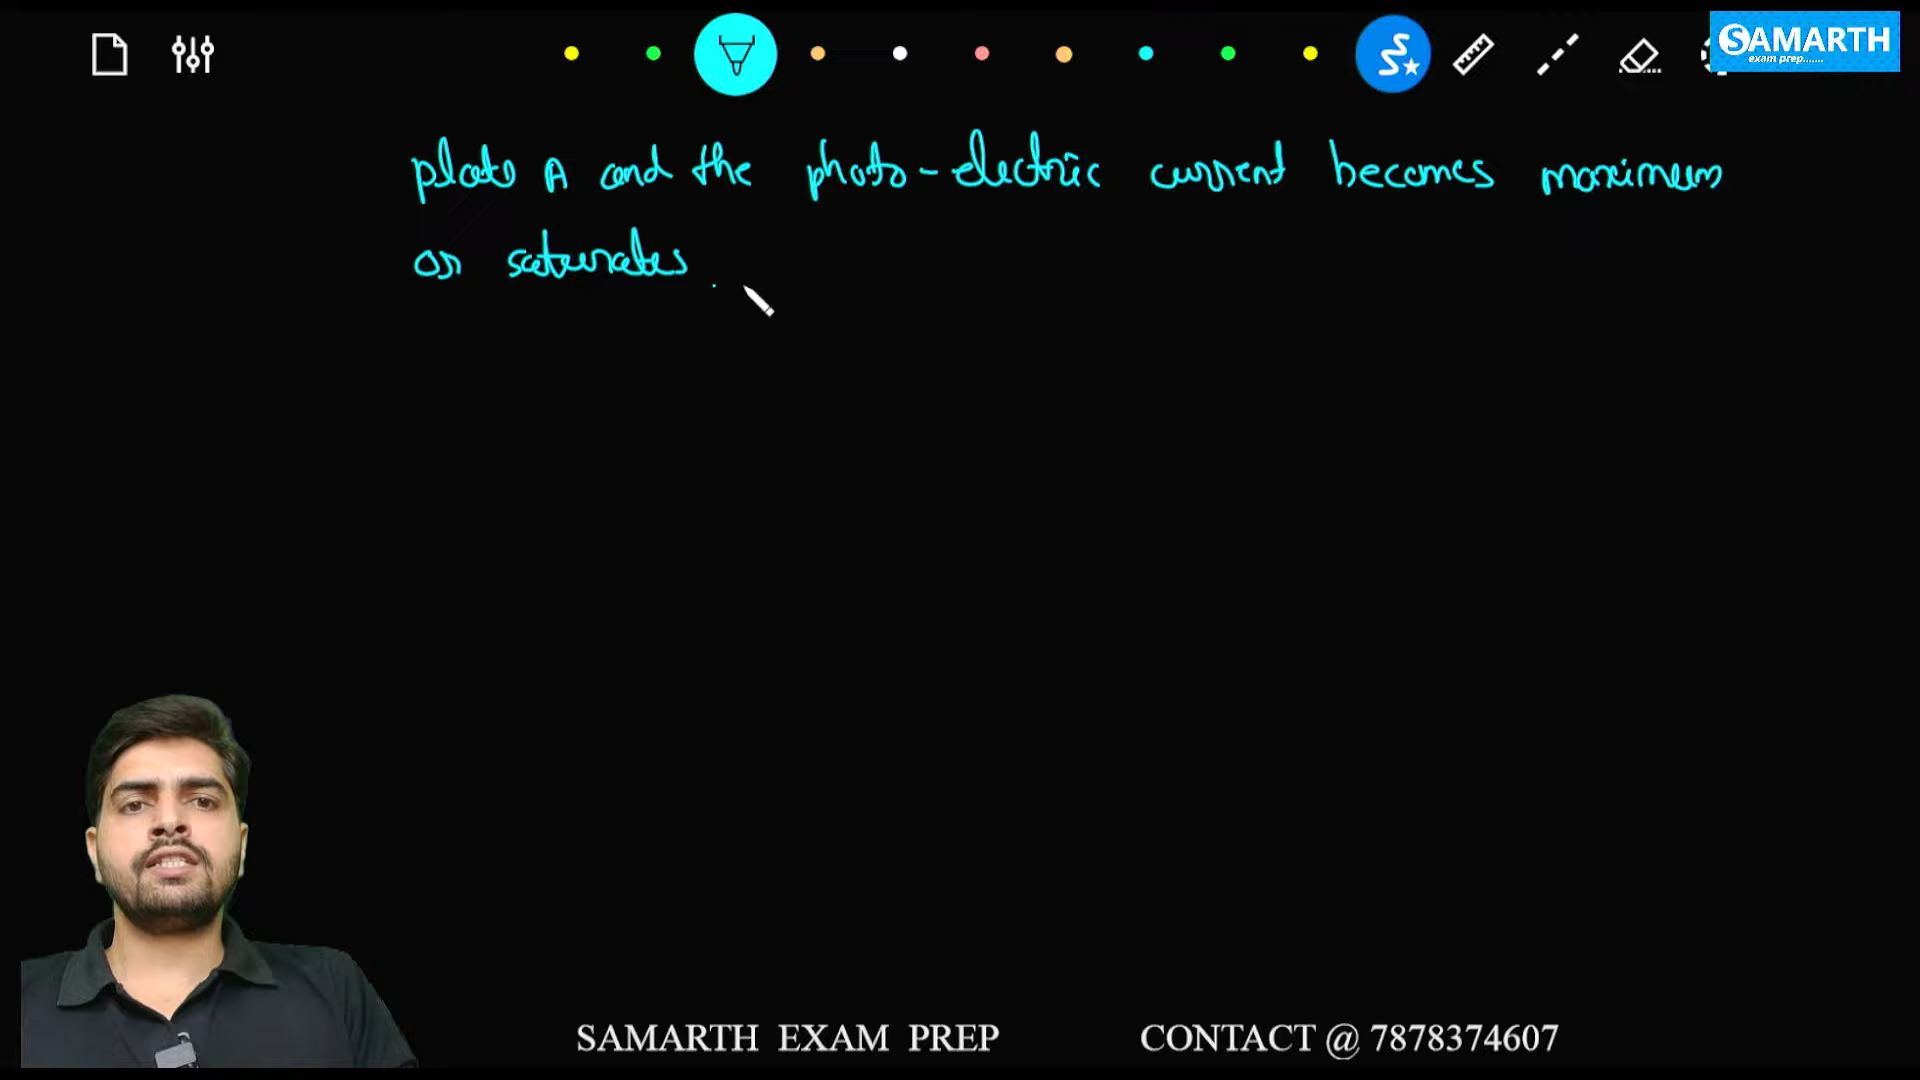 SAMARTH
exam prep......
plate A and the photo-electric current becomes maximum
or saturates.
SAMARTH EXAM PREP CONTACT @ 7878374607